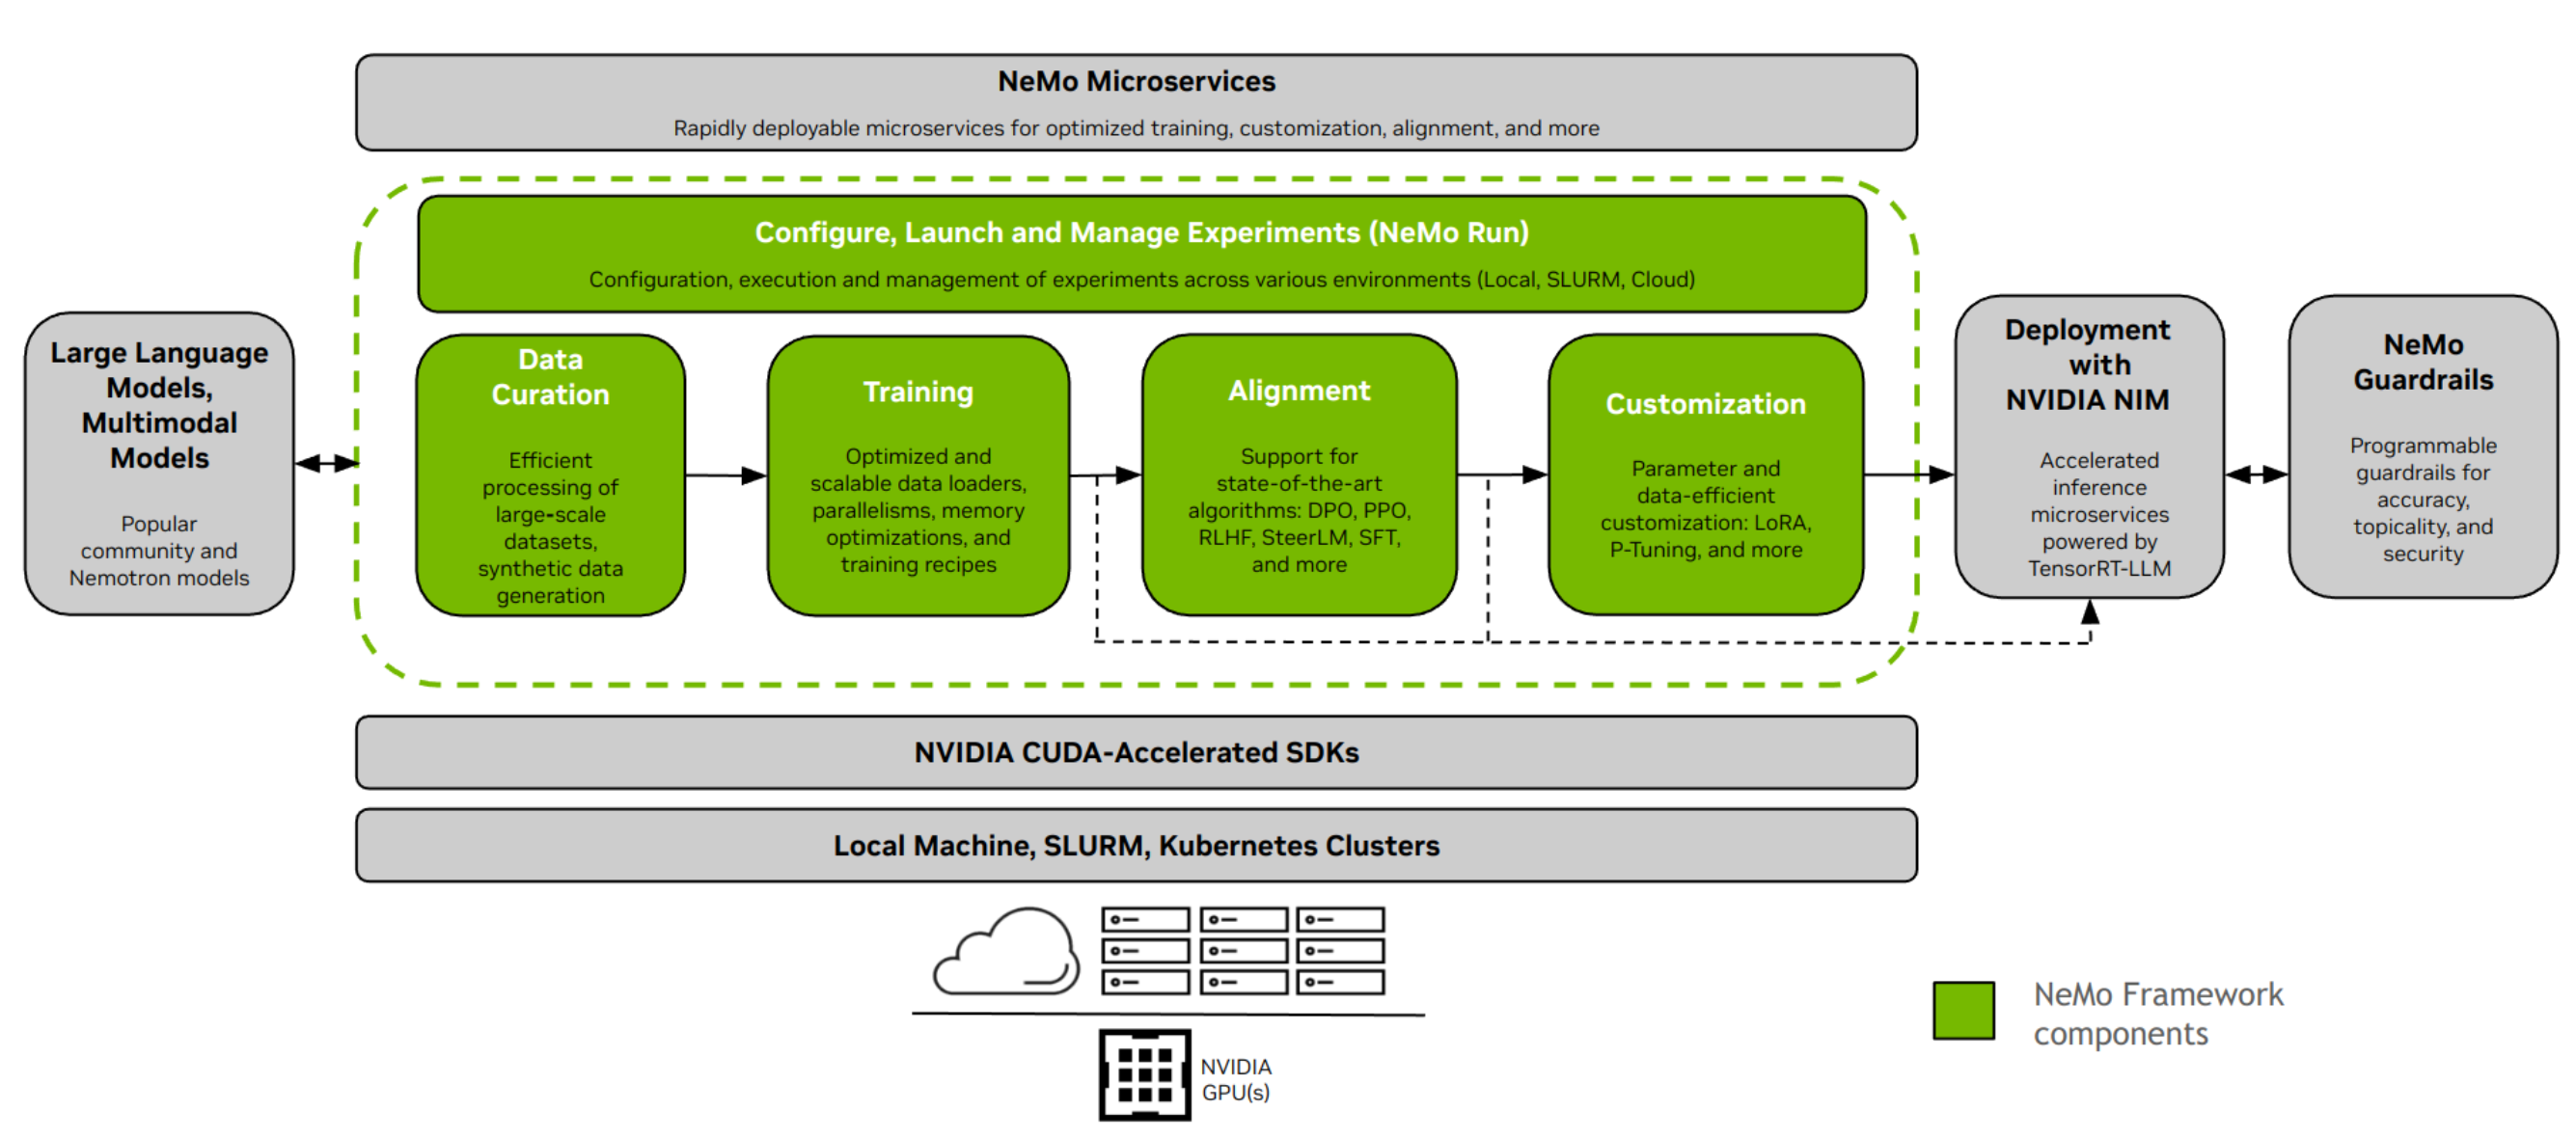 NeMo Microservices
Rapidly deployable microservices for optimized training, customization, alignment, and more
Configure, Launch and Manage Experiments (NeMo Run)
Configuration, execution and management of experiments across various environments (Local, SLURM, Cloud)
Large Language
Models,
Multimodal
Models
Popular
community and
Nemotron models
Data
Curation
Efficient
processing of
large-scale
datasets,
synthetic data
generation
Training
Optimized and
scalable data loaders,
parallelisms, memory
optimizations, and
training recipes
Alignment
Support for
state-of-the-art
algorithms: DPO, PPO,
RLHF, SteerLM, SFT,
and more
Customization
Parameter and
data-efficient
customization: LoRA,
P-Tuning, and more
Deployment
with
NVIDIA NIM
Accelerated
inference
microservices
powered by
TensorRT-LLM
NeMo
Guardrails
Programmable
guardrails for
accuracy,
topicality, and
security
NVIDIA CUDA-Accelerated SDKs
Local Machine, SLURM, Kubernetes Clusters
NVIDIA
GPU(s)
NeMo Framework
components